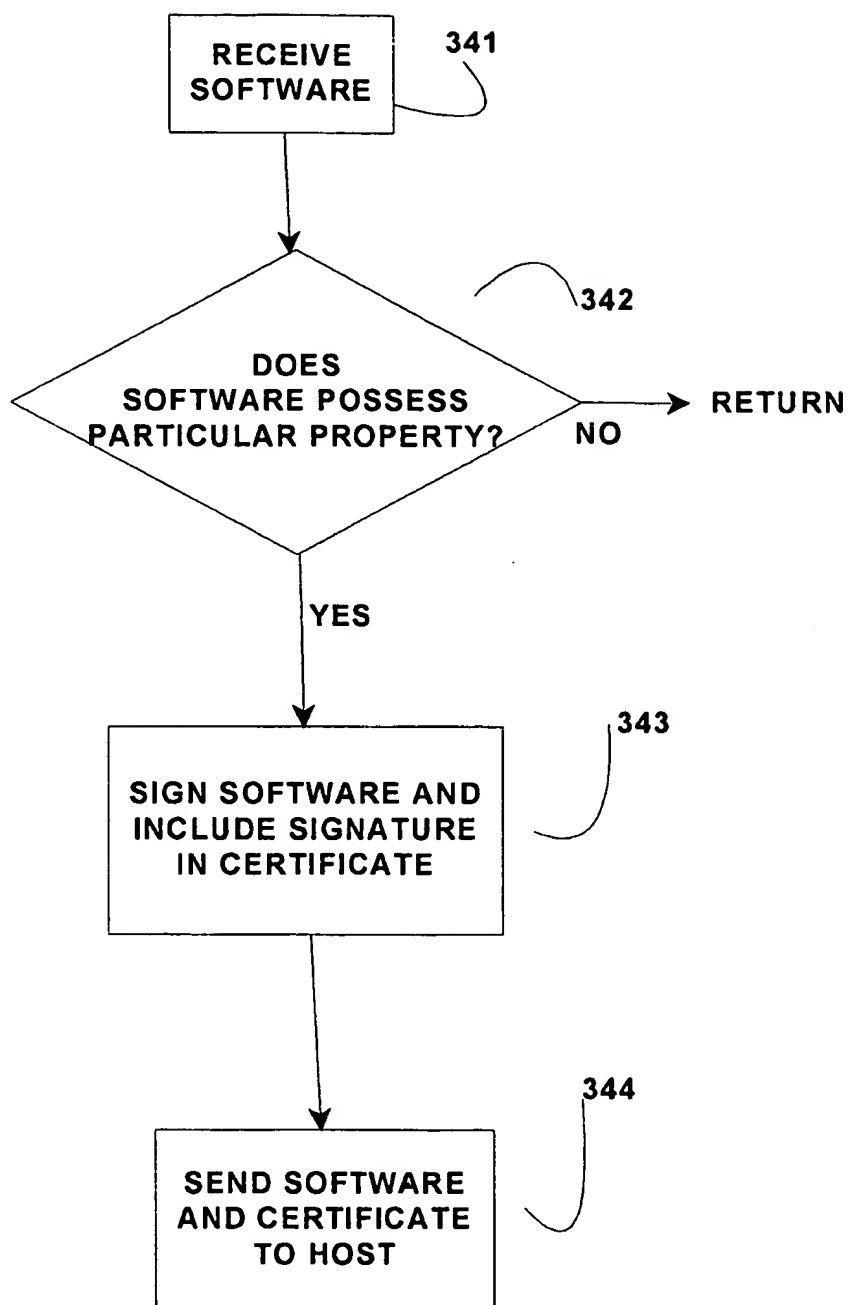 RECEIVE
SOFTWARE
341
342
DOES
SOFTWARE POSSESS
PARTICULAR PROPERTY?
NO
RETURN
YES
343
SIGN SOFTWARE AND
INCLUDE SIGNATURE
IN CERTIFICATE
344
SEND SOFTWARE
AND CERTIFICATE
TO HOST